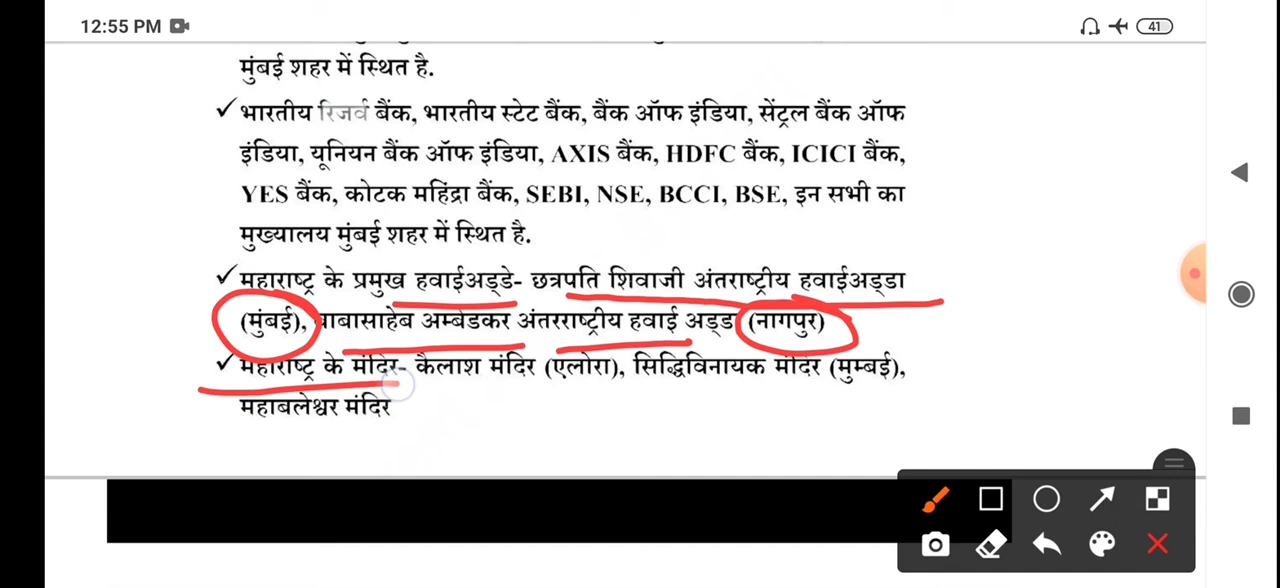 12:55 PM
41
मुंबई शहर में स्थित है.
✓ भारतीय रिजर्व बैंक, भारतीय स्टेट बैंक, बैंक ऑफ इंडिया, सेंट्रल बैंक ऑफ
इंडिया, यूनियन बैंक ऑफ इंडिया, AXIS बैंक, HDFC बैंक, ICICI बैंक,
YES बैंक, कोटक महिंद्रा बैंक, SEBI, NSE, BCCI, BSE, इन सभी का
मुख्यालय मुंबई शहर में स्थित है.
✓ महाराष्ट्र के प्रमुख हवाईअड्डे- छत्रपति शिवाजी अंतराष्ट्रीय हवाईअड्डा
(मुंबई), बाबासाहेब अम्बेडकर अंतरराष्ट्रीय हवाई अड्ड (नागपुर)
✓ महाराष्ट्र के मंदिर- कैलाश मंदिर (एलोरा), सिद्धिविनायक मंदिर (मुम्बई),
महाबलेश्वर मंदिर